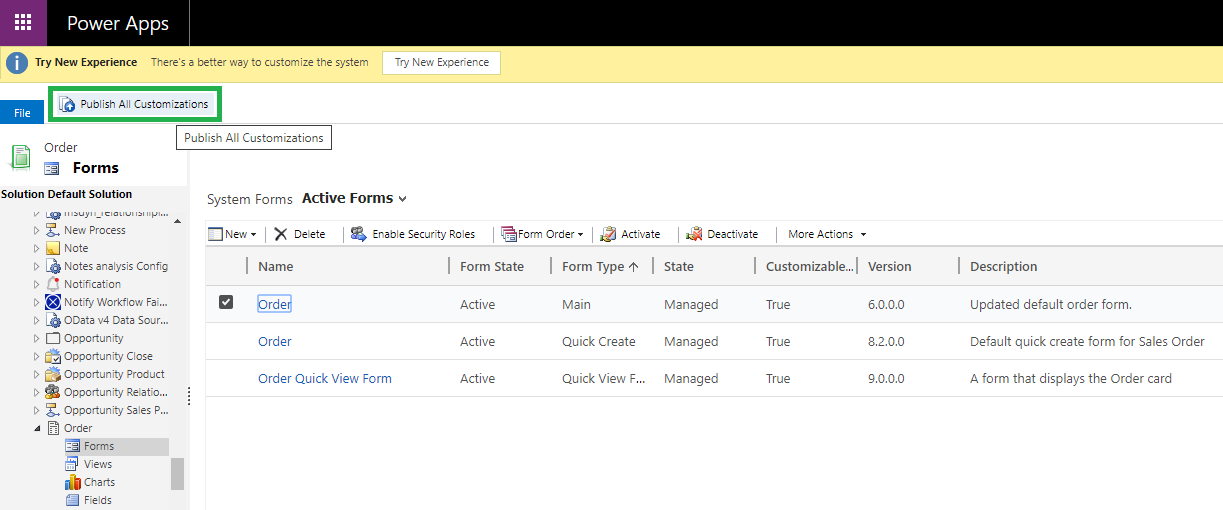 Power Apps
Try New Experience There's a better way to customize the system Try New Experience
File Publish All Customizations
Publish All Customizations
Order
Forms
Solution Default Solution
System Forms Active Forms
New Delete Enable Security Roles Form Order Activate Deactivate More Actions
Name Form State Form Type State Customizable... Version Description
Order Active Main Managed True 6.0.0.0 Updated default order form.
Order Active Quick Create Managed True 8.2.0.0 Default quick create form for Sales Order
Order Quick View Form Active Quick View F... Managed True 9.0.0.0 A form that displays the Order card
msdyn_relationshipi...
New Process
Note
Notes analysis Config
Notification
Notify Workflow Fai...
OData v4 Data Sour...
Opportunity
Opportunity Close
Opportunity Product
Opportunity Relatio...
Opportunity Sales P...
Order
Forms
Views
Charts
Fields